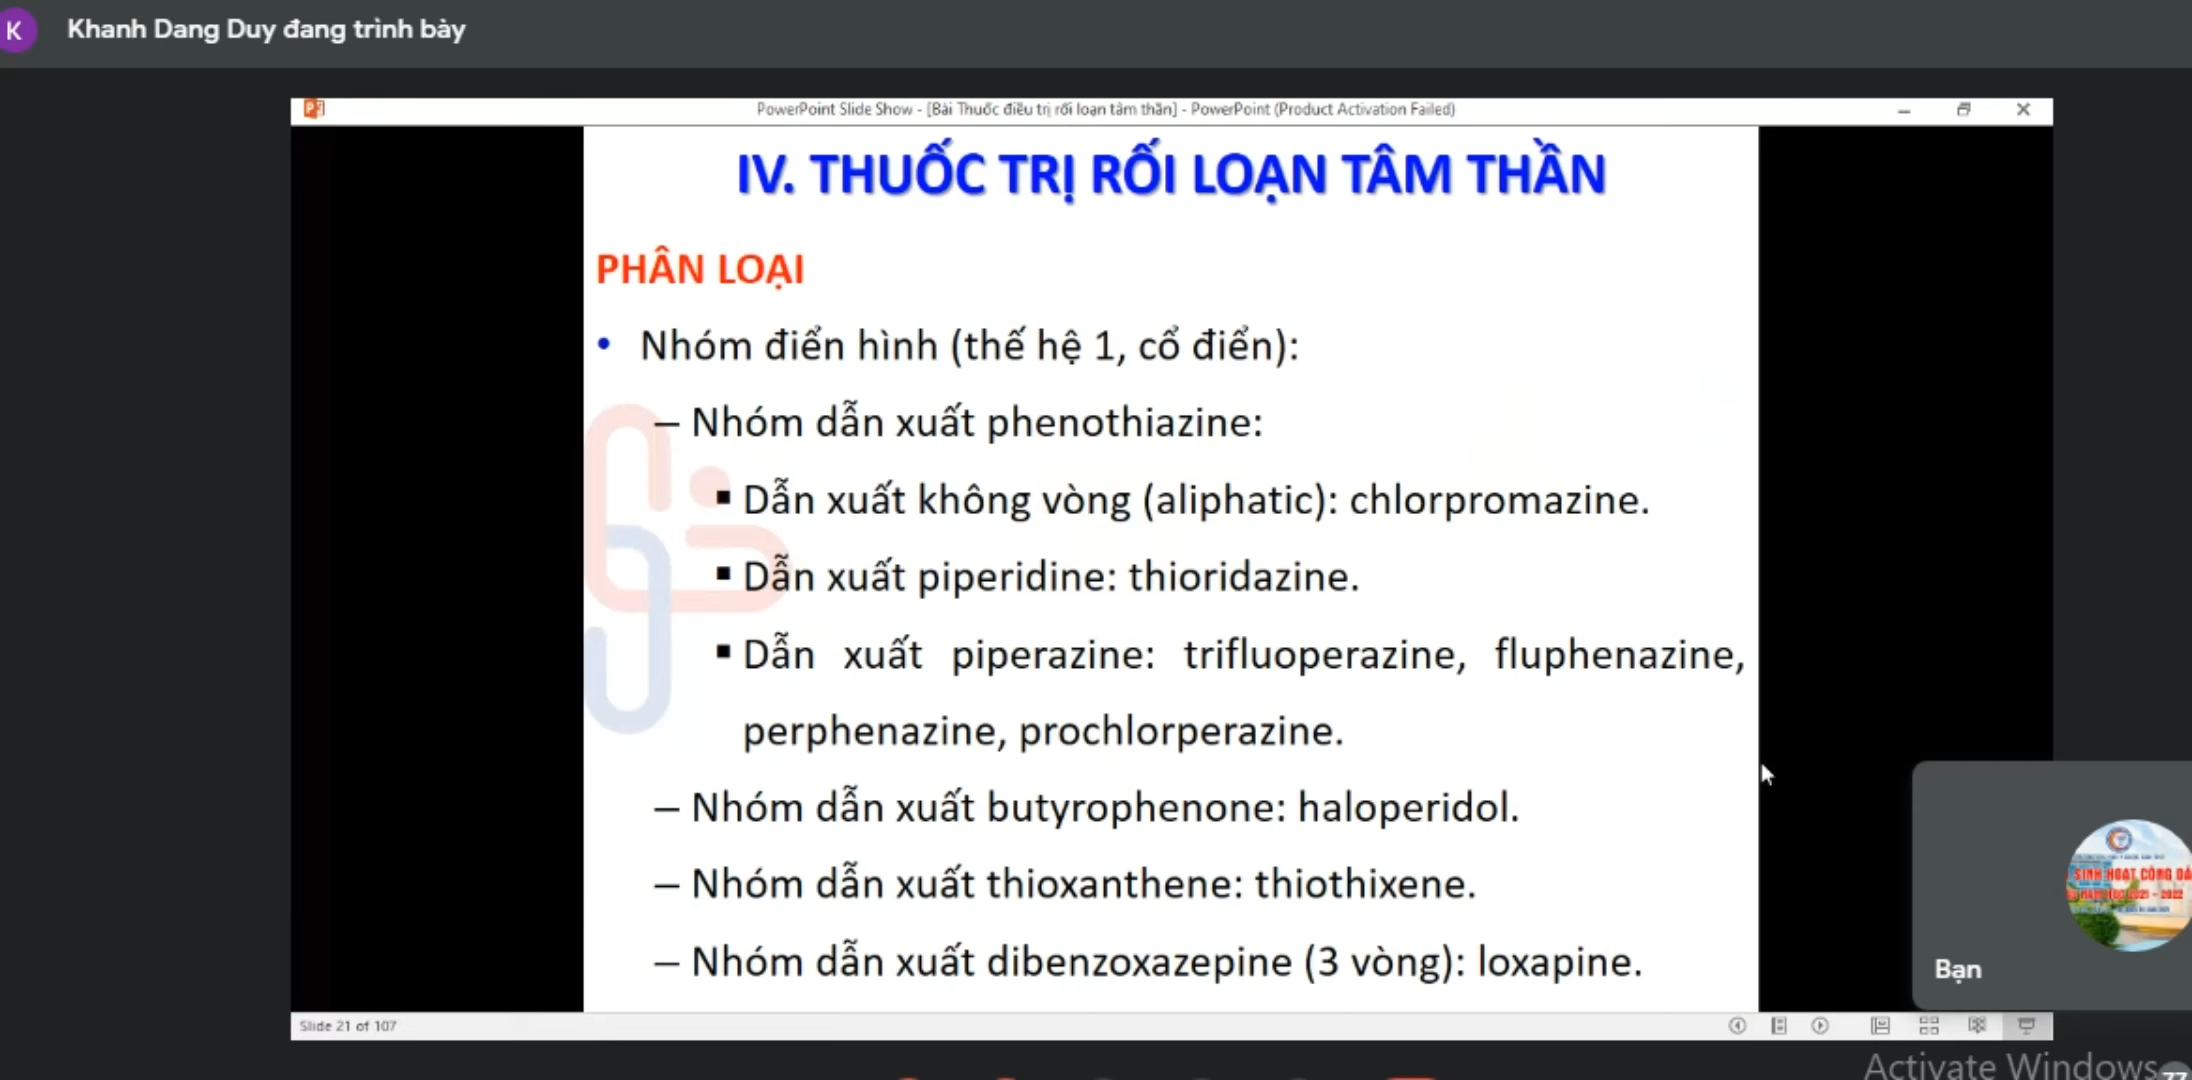 K
Khanh Dang Duy đang trình bày
PowerPoint Slide Show - [Bài Thuốc điều trị rối loạn tâm thần] - PowerPoint (Product Activation Failed)
IV. THUỐC TRỊ RỐI LOẠN TÂM THẦN
PHÂN LOẠI
• Nhóm điển hình (thế hệ 1, cổ điển):
– Nhóm dẫn xuất phenothiazine:
▪ Dẫn xuất không vòng (aliphatic): chlorpromazine.
▪ Dẫn xuất piperidine: thioridazine.
▪ Dẫn xuất piperazine: trifluoperazine, fluphenazine,
perphenazine, prochlorperazine.
– Nhóm dẫn xuất butyrophenone: haloperidol.
– Nhóm dẫn xuất thioxanthene: thiothixene.
– Nhóm dẫn xuất dibenzoxazepine (3 vòng): loxapine.
SINH HOẠT CÔNG
2021 - 2022
Bạn
Slide 21 of 107
Activate Windows
77